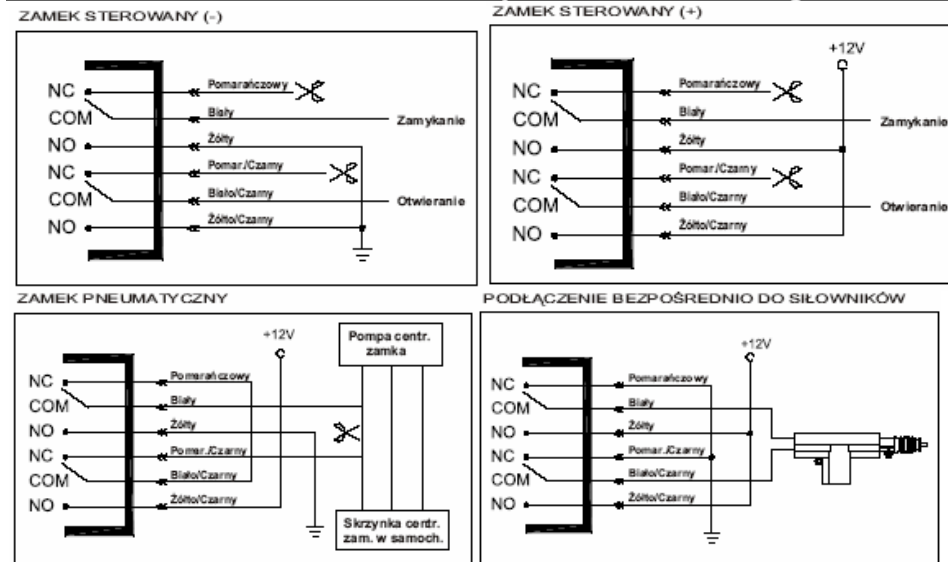 ZAMEK STEROWANY (-)
NC
Pomarańczowy
COM
Biały
Zamykanie
NO
Żółty
NC
Pomar./Czarny
COM
Biało/Czarny
Otwieranie
NO
Żółto/Czarny
ZAMEK STEROWANY (+)
+12V
NC
Pomarańczowy
COM
Biały
Zamykanie
NO
Żółty
NC
Pomar./Czarny
COM
Biało/Czarny
Otwieranie
NO
Żółto/Czarny
ZAMEK PNEUMATYCZNY
+12V
Pompa centr.
zamka
NC
Pomarańczowy
COM
Biały
NO
Żółty
NC
Pomar./Czarny
COM
Biało/Czarny
NO
Żółto/Czarny
Skrzynka centr.
zam. w samoch.
PODŁĄCZENIE BEZPOŚREDNIO DO SIŁOWNIKÓW
+12V
NC
Pomarańczowy
COM
Biały
NO
Żółty
NC
Pomar./Czarny
COM
Biało/Czarny
NO
Żółto/Czarny